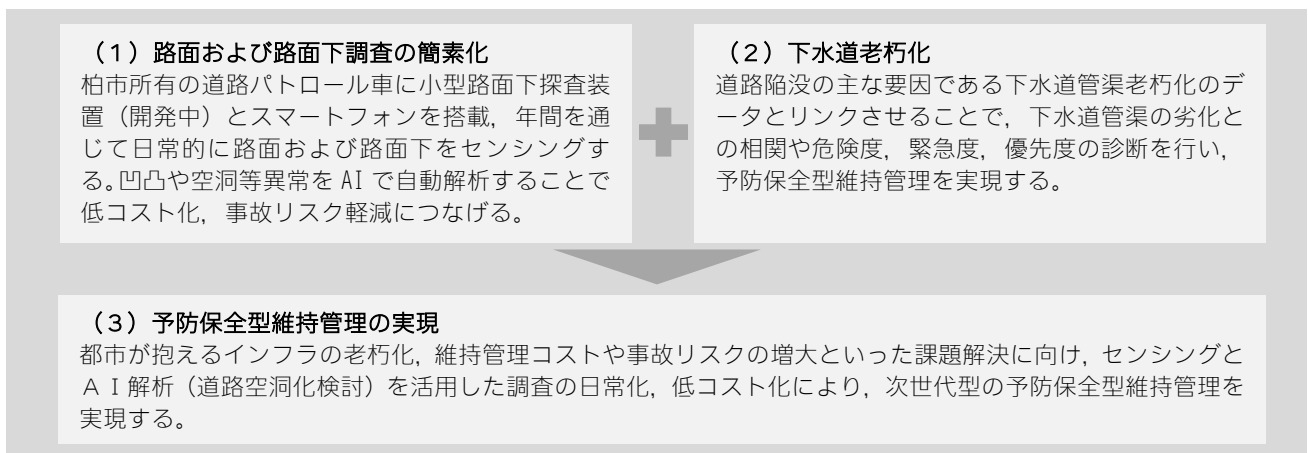 （１）路面および路面下調査の簡素化
柏市所有の道路パトロール車に小型路面下探査装
置（開発中）とスマートフォンを搭載，年間を通
じて日常的に路面および路面下をセンシングす
る。凹凸や空洞等異常を AI で自動解析することで
低コスト化，事故リスク軽減につなげる。
（２）下水道老朽化
道路陥没の主な要因である下水道管渠老朽化のデ
ータとリンクさせることで，下水道管渠の劣化と
の相関や危険度，緊急度，優先度の診断を行い，
予防保全型維持管理を実現する。
（３）予防保全型維持管理の実現
都市が抱えるインフラの老朽化，維持管理コストや事故リスクの増大といった課題解決に向け，センシングと
ＡＩ解析（道路空洞化検討）を活用した調査の日常化，低コスト化により，次世代型の予防保全型維持管理を
実現する。